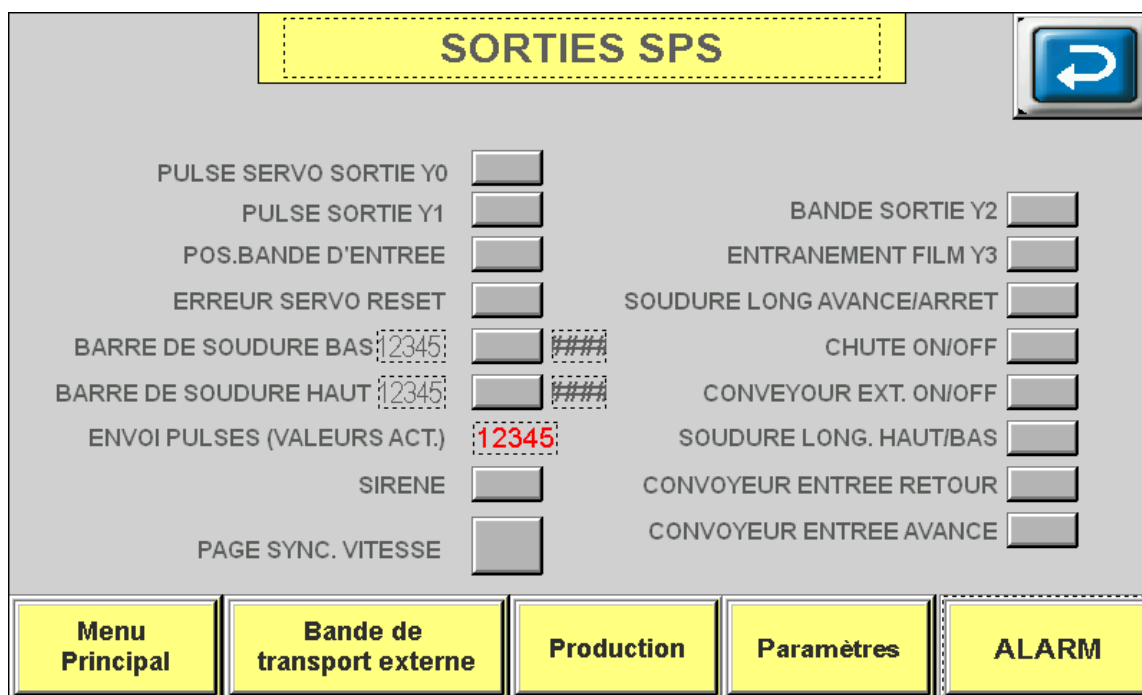 SORTIES SPS
PULSE SERVO SORTIE Y0
PULSE SORTIE Y1
POS.BANDE D'ENTREE
ERREUR SERVO RESET
BARRE DE SOUDURE BAS 12345 ####
BARRE DE SOUDURE HAUT 12345 ####
ENVOI PULSES (VALEURS ACT.) 12345
SIRENE
PAGE SYNC. VITESSE
BANDE SORTIE Y2
ENTRANEMENT FILM Y3
SOUDURE LONG AVANCE/ARRET
CHUTE ON/OFF
CONVEYOUR EXT. ON/OFF
SOUDURE LONG. HAUT/BAS
CONVOYEUR ENTREE RETOUR
CONVOYEUR ENTREE AVANCE
Menu
Principal
Bande de
transport externe
Production
Paramètres
ALARM